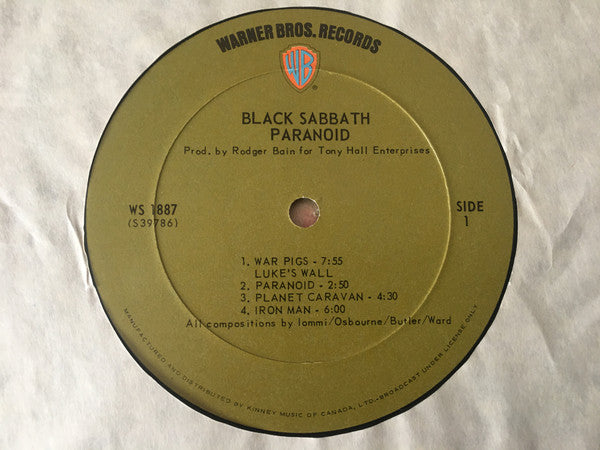 WARNER BROS. RECORDS
WB
®
BLACK SABBATH
PARANOID
Prod. by Rodger Bain for Tony Hall Enterprises
WS 1887
(S39786)
SIDE
1
1. WAR PIGS - 7:55
LUKE'S WALL
2. PARANOID - 2:50
3. PLANET CARAVAN - 4:30
4. IRON MAN - 6:00
All compositions by Iommi/Osbourne/Butler/Ward
MANUFACTURED AND DISTRIBUTED BY KINNEY MUSIC OF CANADA, LTD.-BROADCAST UNDER LICENSE ONLY.